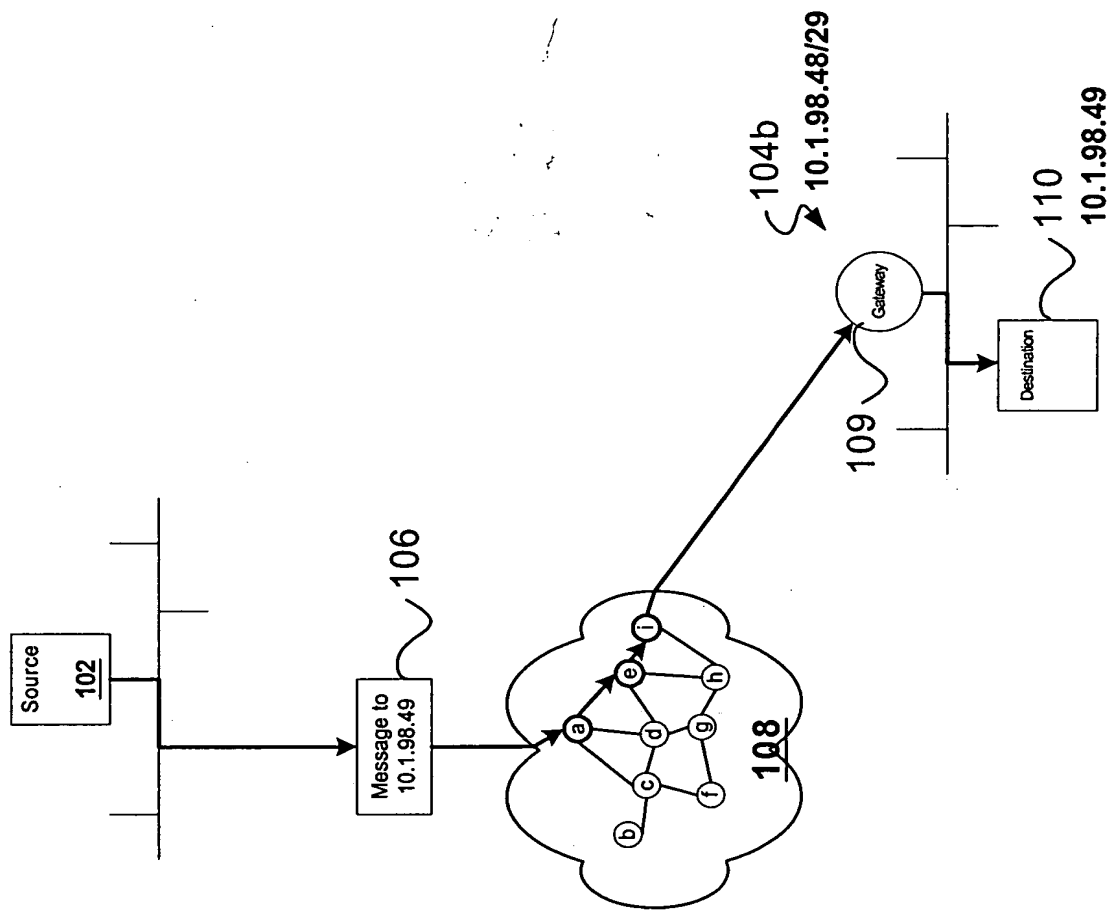 Source
102
Message to
10.1.98.49
106
a
e
i
b
c
d
f
g
h
108
104b
10.1.98.48/29
Gateway
109
Destination
110
10.1.98.49